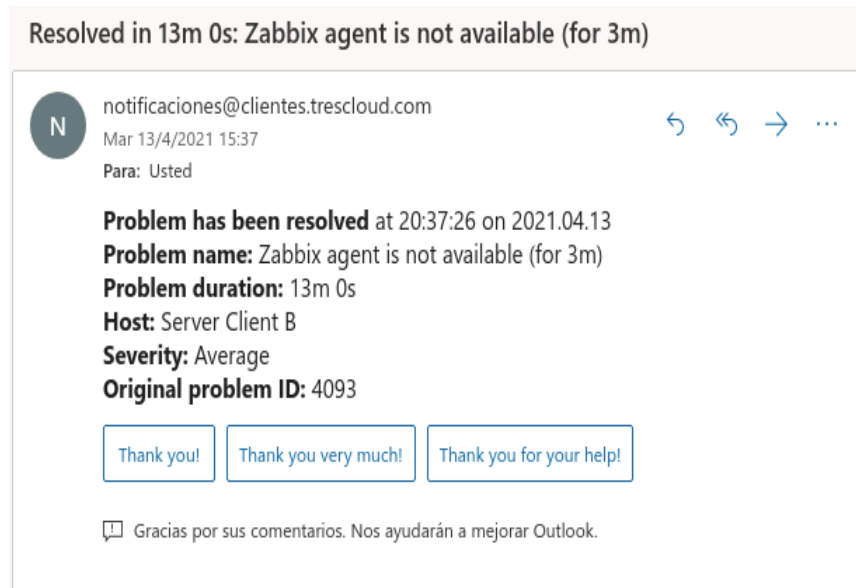 Resolved in 13m 0s: Zabbix agent is not available (for 3m)
N
notificaciones@clientes.trescloud.com
Mar 13/4/2021 15:37
Para: Usted
Problem has been resolved at 20:37:26 on 2021.04.13
Problem name: Zabbix agent is not available (for 3m)
Problem duration: 13m 0s
Host: Server Client B
Severity: Average
Original problem ID: 4093
Thank you! Thank you very much! Thank you for your help!
Gracias por sus comentarios. Nos ayudarán a mejorar Outlook.